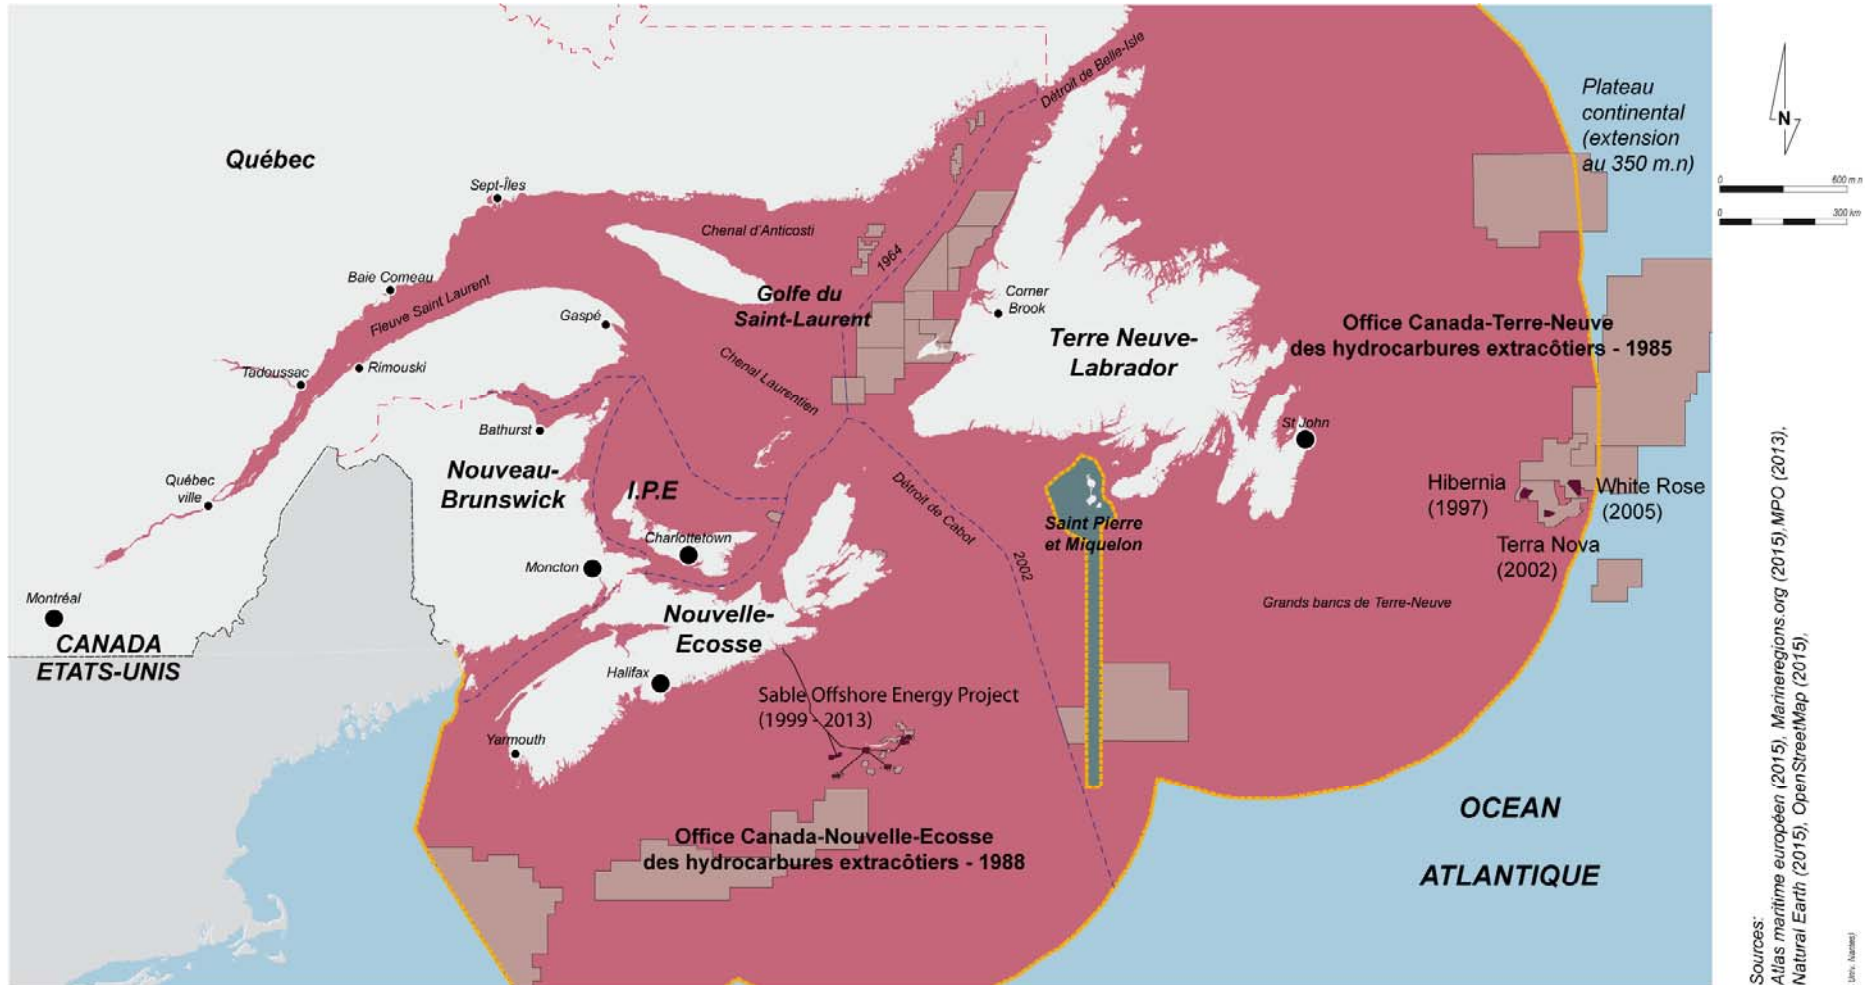 Détroit de Belle-Isle
Plateau
continental
(extension
au 350 m.n)
N
0
600 m n
0
300 km
Québec
Sept-Îles
Chenal d'Anticosti
1964
Baie Comeau
Fleuve Saint Laurent
Golfe du
Saint-Laurent
Corner
Brook
Gaspé
Terre Neuve-
Labrador
Office Canada-Terre-Neuve
des hydrocarbures extracôtiers - 1985
Chenal Laurentien
Tadoussac
Rimouski
Bathurst
St John
Nouveau-
Brunswick
Québec
ville
I.P.E
Détroit de Cabot
Hibernia
(1997)
White Rose
(2005)
Saint Pierre
et Miquelon
Charlottetown
Terra Nova
(2002)
2002
Moncton
Montréal
Grands bancs de Terre-Neuve
Nouvelle-
Ecosse
CANADA
ETATS-UNIS
Halifax
Sable Offshore Energy Project
(1999 - 2013)
Yarmouth
OCEAN
ATLANTIQUE
Office Canada-Nouvelle-Ecosse
des hydrocarbures extracôtiers - 1988
Sources:
Atlas maritime européen (2015), Marineregions.org (2015),MPO (2013),
Natural Earth (2015), OpenStreetMap (2015),
Univ. Nantes)